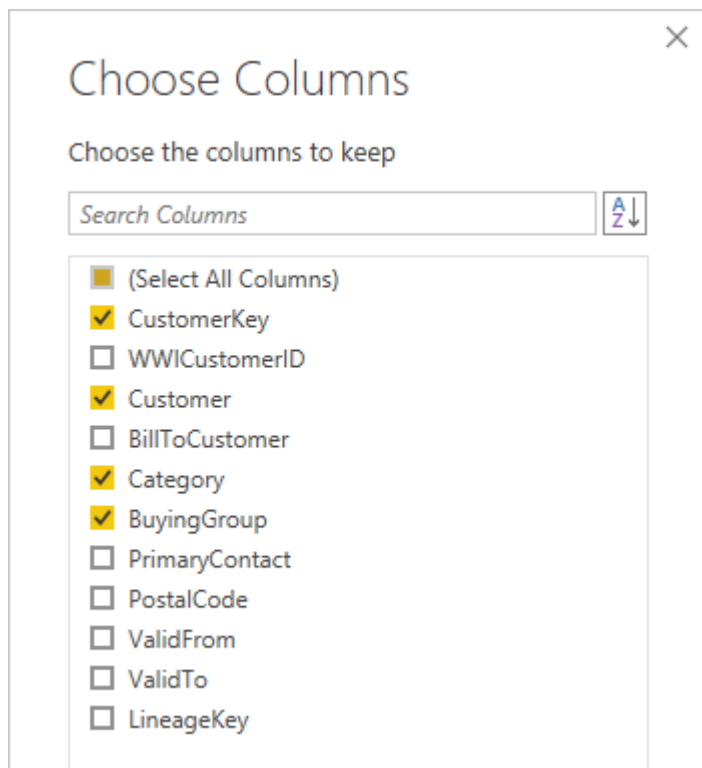 Choose Columns
Choose the columns to keep
Search Columns
A
Z
(Select All Columns)
CustomerKey
WWICustomerID
Customer
BillToCustomer
Category
BuyingGroup
PrimaryContact
PostalCode
ValidFrom
ValidTo
LineageKey